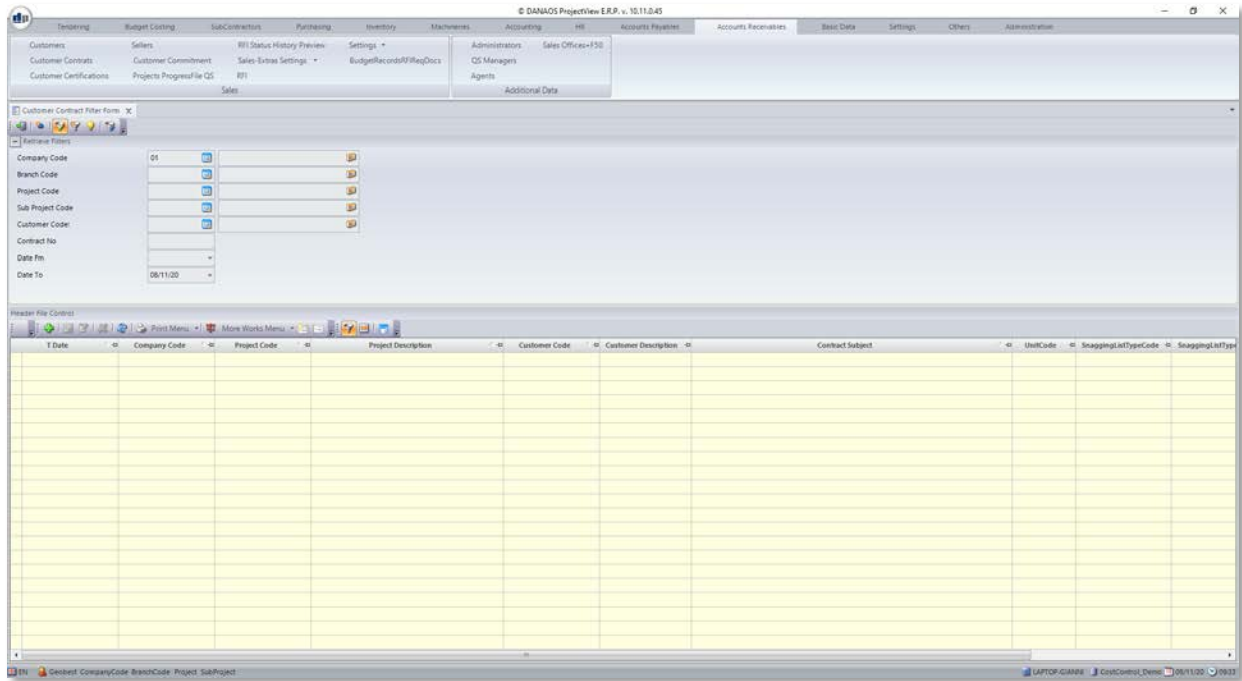 © DANAOS ProjectView E.R.P. v. 10.11.0.45
Tendering Budget Costing SubContractors Purchasing Inventory Machineries Accounting HR Accounts Payables Accounts Receivables Basic Data Settings Others Administration
Customers Sellers RFI Status History Preview Settings Administrators Sales Offices=F50
Customer Contrats Customer Commitment Sales-Extras Settings BudgetRecordsRFIReqDocs QS Managers
Customer Certifications Projects ProgressFile QS RFI Agents
Sales Additional Data
Customer Contract Filter Form X
Retrieve Filters
Company Code 01
Branch Code
Project Code
Sub Project Code
Customer Code:
Contract No
Date Fm
Date To 08/11/20
Header File Control
Print Menu More Works Menu
T Date Company Code Project Code Project Description Customer Code Customer Description Contract Subject UnitCode SnaggingListTypeCode SnaggingListType
EN CompanyCode BranchCode Project SubProject LAPTOP-GIANNI CostControl_Demo 08/11/20